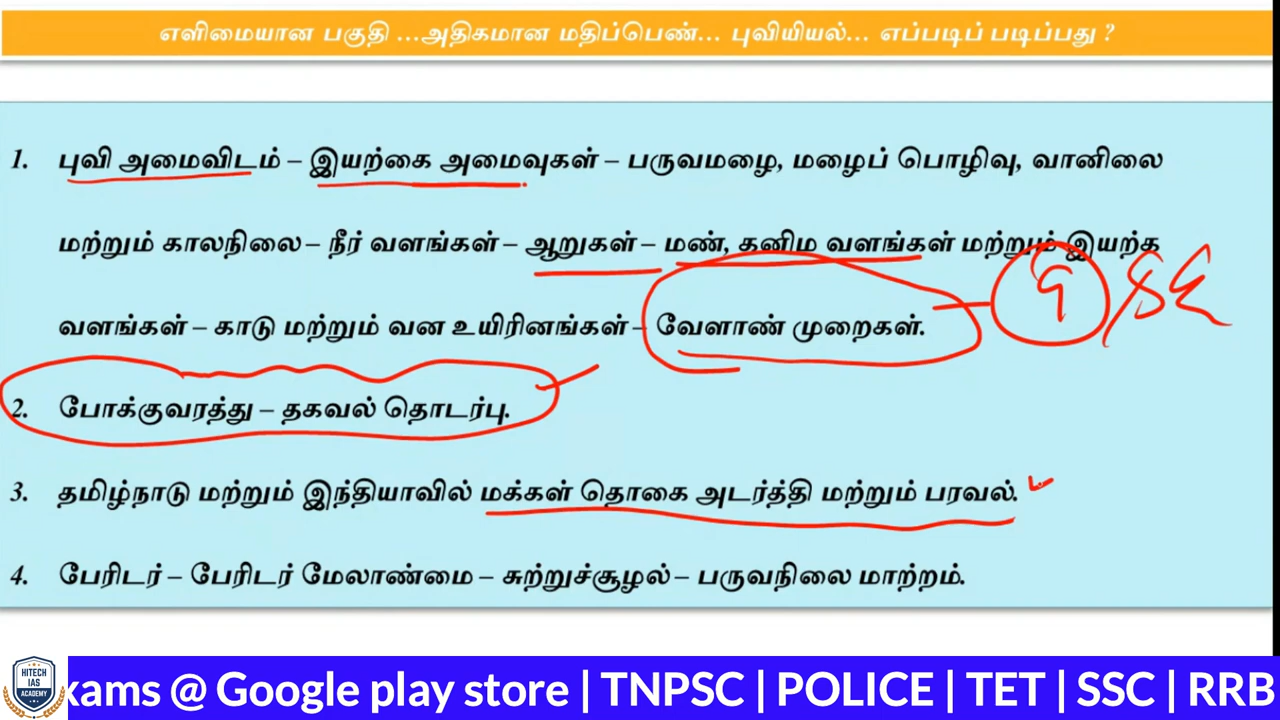 எளிமையான பகுதி ...அதிகமான மதிப்பெண்... புவியியல்... எப்படிப் படிப்பது ?
1. புவி அமைவிடம் – இயற்கை அமைவுகள் – பருவமழை, மழைப் பொழிவு, வானிலை
மற்றும் காலநிலை – நீர் வளங்கள் – ஆறுகள் – மண், கனிம வளங்கள் மற்றும் இயற்க
வளங்கள் – காடு மற்றும் வன உயிரினங்கள் – வேளாண் முறைகள்.
2. போக்குவரத்து – தகவல் தொடர்பு.
3. தமிழ்நாடு மற்றும் இந்தியாவில் மக்கள் தொகை அடர்த்தி மற்றும் பரவல்.
4. பேரிடர் – பேரிடர் மேலாண்மை – சுற்றுச்சூழல் – பருவநிலை மாற்றம்.
HITECH
IAS
ACADEMY
xams @ Google play store | TNPSC | POLICE | TET | SSC | RRB